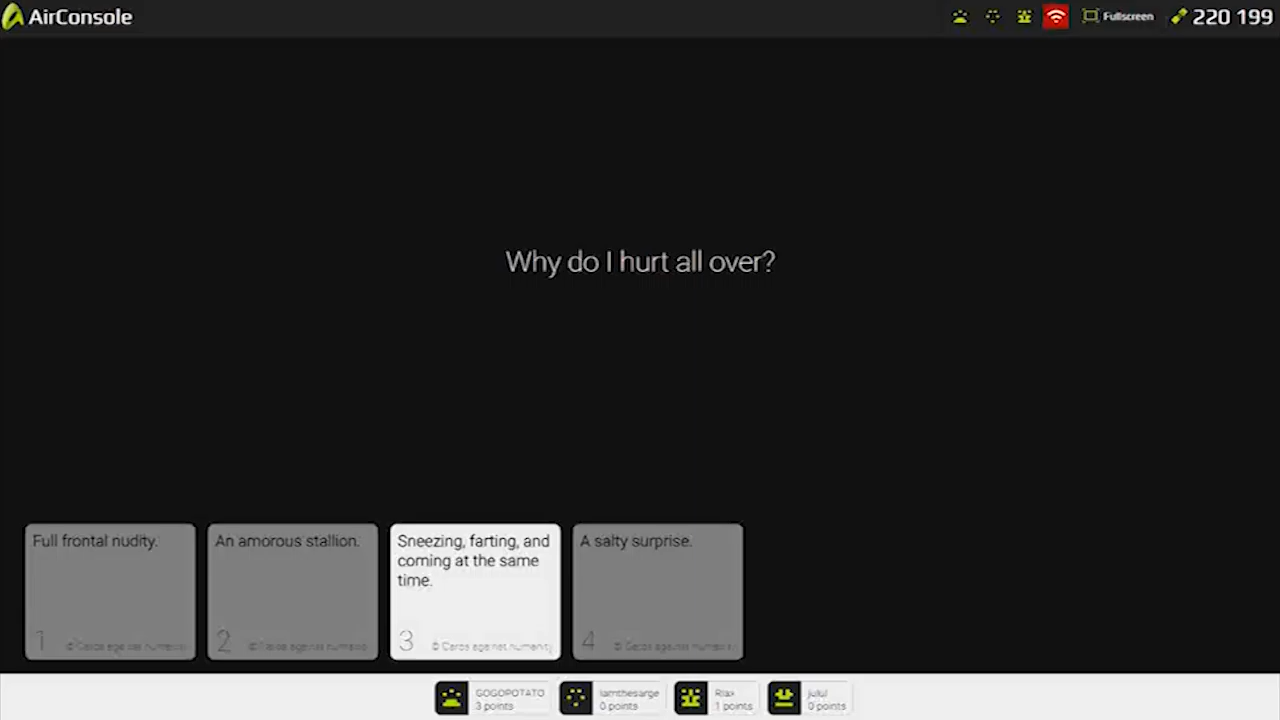 AirConsole
Fullscreen
220 199
Why do I hurt all over?
Full frontal nudity.
1
An amorous stallion.
2
Sneezing, farting, and
coming at the same
time.
3
A salty surprise.
4
GOGOPOTATO
3 points
Iamthesarge
0 points
1 points
0 points